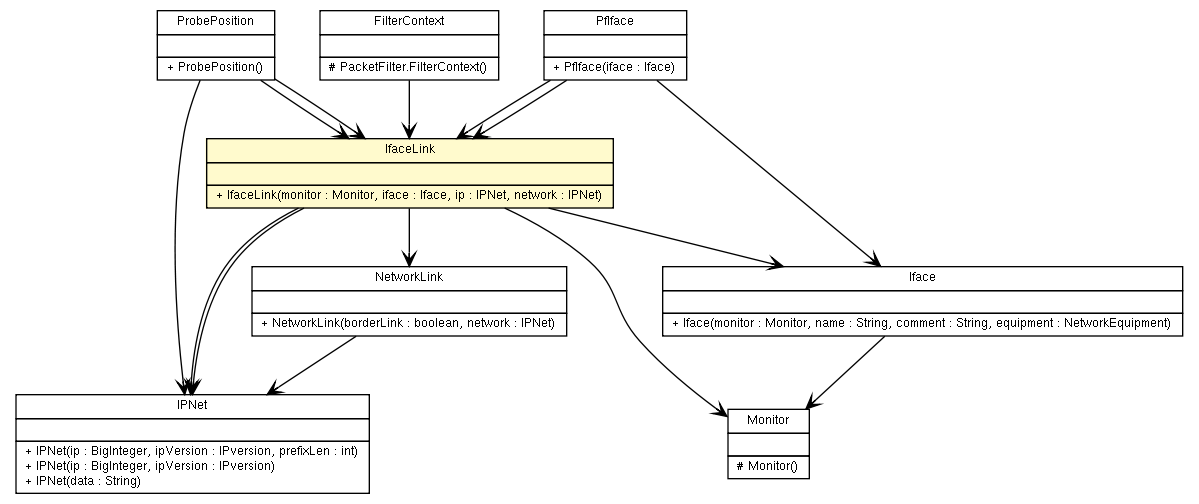 ProbePosition
+ ProbePosition()
FilterContext
# PacketFilter.FilterContext()
PfIface
+ PfIface(iface : Iface)
IfaceLink
+ IfaceLink(monitor : Monitor, iface : Iface, ip : IPNet, network : IPNet)
NetworkLink
+ NetworkLink(borderLink : boolean, network : IPNet)
Iface
+ Iface(monitor : Monitor, name : String, comment : String, equipment : NetworkEquipment)
IPNet
+ IPNet(ip : BigInteger, ipVersion : IPversion, prefixLen : int)
+ IPNet(ip : BigInteger, ipVersion : IPversion)
+ IPNet(data : String)
Monitor
# Monitor()